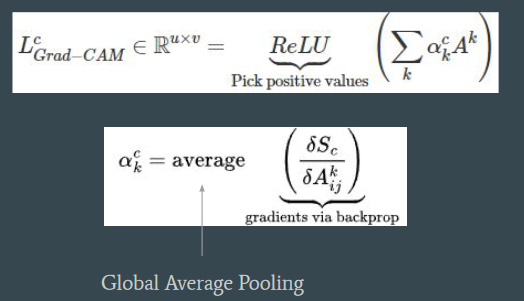 L^c_{Grad−CAM} ∈ ℝ^{u×v} = ReLU (∑_k α^c_k A^k)
Pick positive values
α^c_k = average (δS_c / δA^k_{ij})
gradients via backprop
Global Average Pooling